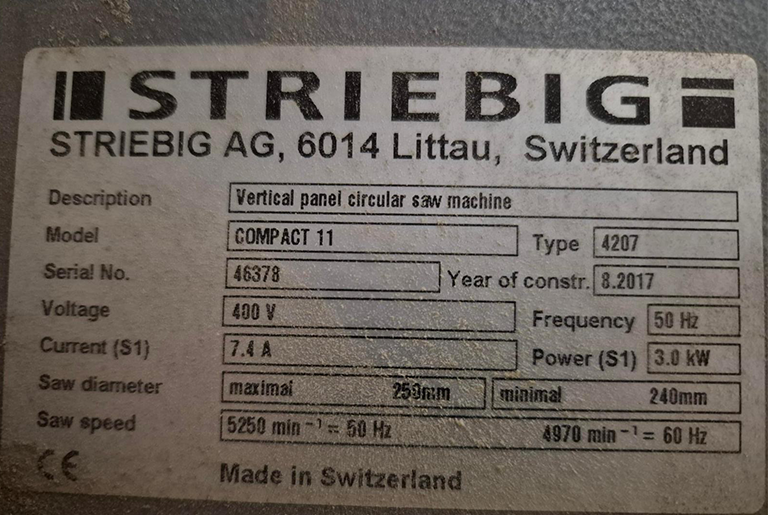 STRIEBIG
STRIEBIG AG, 6014 Littau, Switzerland
Description Vertical panel circular saw machine
Model COMPACT 11 Type 4207
Serial No. 46378 Year of constr. 8.2017
Voltage 400 V Frequency 50 Hz
Current (S1) 7.4 A Power (S1) 3.0 kW
Saw diameter maximal 250mm minimal 240mm
Saw speed 5250 min⁻¹ = 50 Hz 4970 min⁻¹ = 60 Hz
CE Made in Switzerland